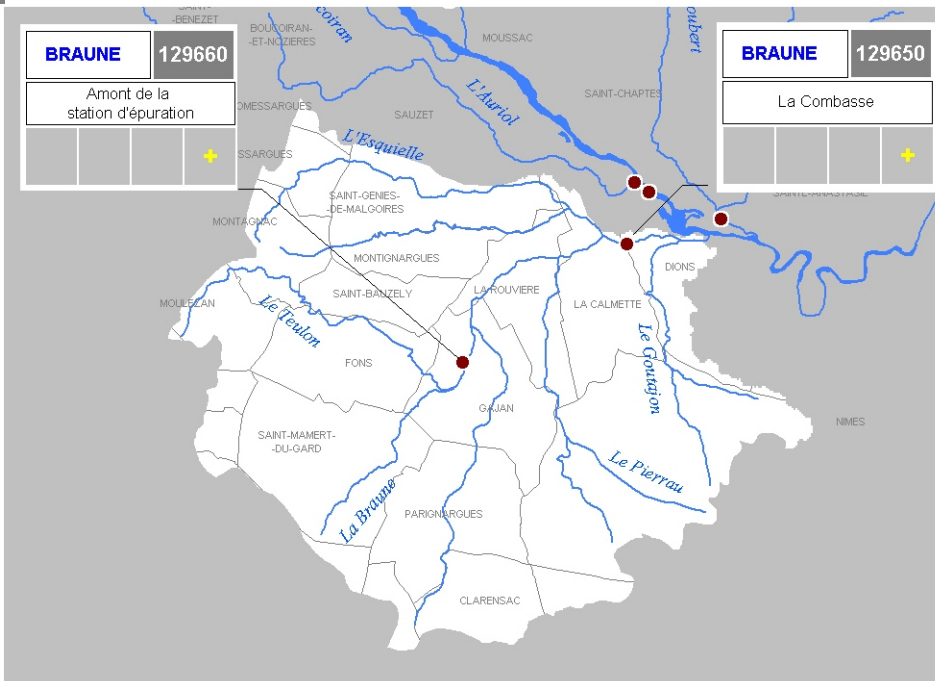 SAINT-
-BENEZET
BOUCOIRAN-
-ET-NOZIERES
MOUSSAC
BRAUNE 129660
Amont de la
station d'épuration
BRAUNE 129650
La Combasse
L'Auriol
SAINT-CHAPTES
SAUZET
L'Esquielle
SAINT-GENIES-
-DE-MALGOIRES
MONTAGNAC
MONTIGNARGUES
DIONS
MOULEZAN
SAINT-BAUZELY
LA ROUVIERE
LA CALMETTE
Le Teulon
FONS
Le Goutajon
GAJAN
NIMES
SAINT-MAMERT-
-DU-GARD
Le Pierrau
La Braune
PARIGNARGUES
CLARENSAC